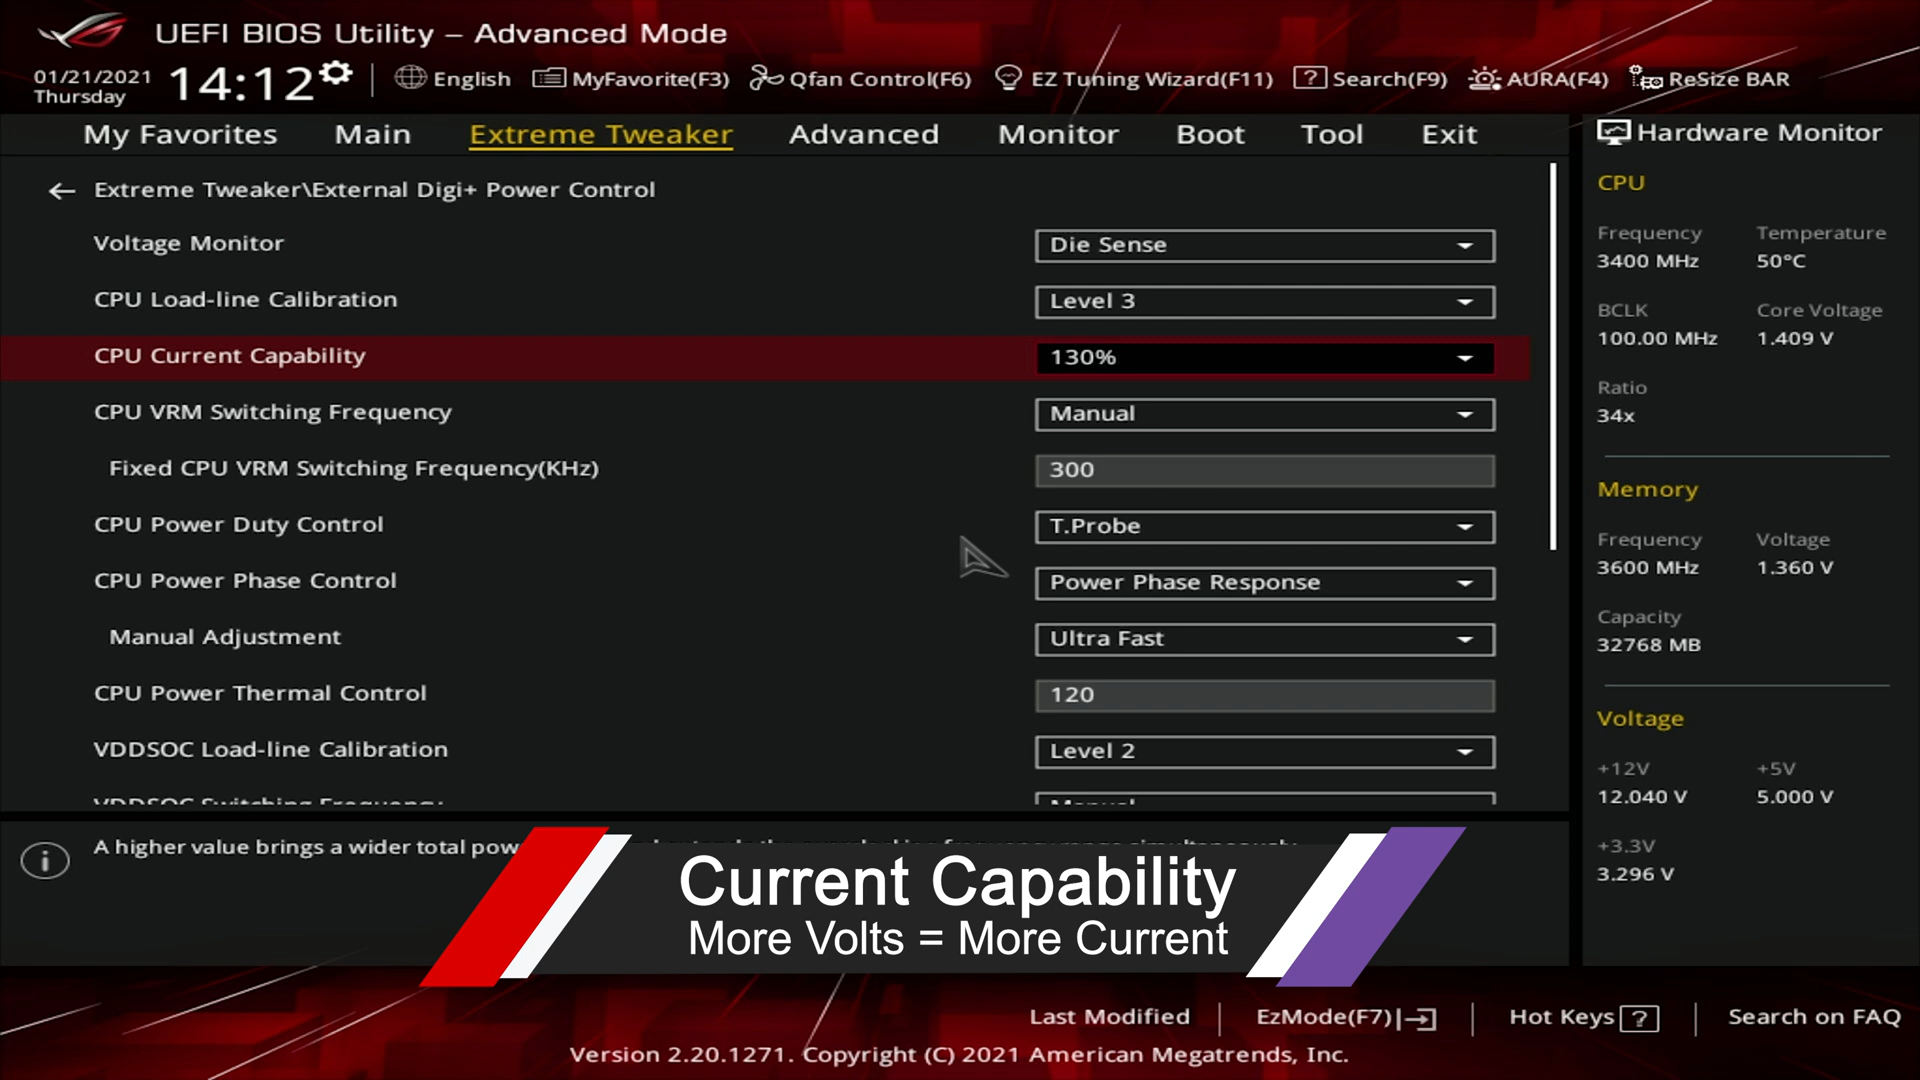 UEFI BIOS Utility – Advanced Mode
01/21/2021
Thursday
14:12
English
MyFavorite(F3)
Qfan Control(F6)
EZ Tuning Wizard(F11)
Search(F9)
AURA(F4)
ReSize BAR
My Favorites
Main
Extreme Tweaker
Advanced
Monitor
Boot
Tool
Exit
Extreme Tweaker\External Digi+ Power Control
Voltage Monitor
Die Sense
CPU Load-line Calibration
Level 3
CPU Current Capability
130%
CPU VRM Switching Frequency
Manual
Fixed CPU VRM Switching Frequency(KHz)
300
CPU Power Duty Control
T.Probe
CPU Power Phase Control
Power Phase Response
Manual Adjustment
Ultra Fast
CPU Power Thermal Control
120
VDDSOC Load-line Calibration
Level 2
VDDSOC Switching Frequency
Manual
A higher value brings a wider total
Current Capability
More Volts = More Current
Hardware Monitor
CPU
Frequency Temperature
3400 MHz 50°C
BCLK Core Voltage
100.00 MHz 1.409 V
Ratio
34x
Memory
Frequency Voltage
3600 MHz 1.360 V
Capacity
32768 MB
Voltage
+12V +5V
12.040 V 5.000 V
+3.3V
3.296 V
Last Modified
EzMode(F7)
Hot Keys ?
Search on FAQ
Version 2.20.1271. Copyright (C) 2021 American Megatrends, Inc.